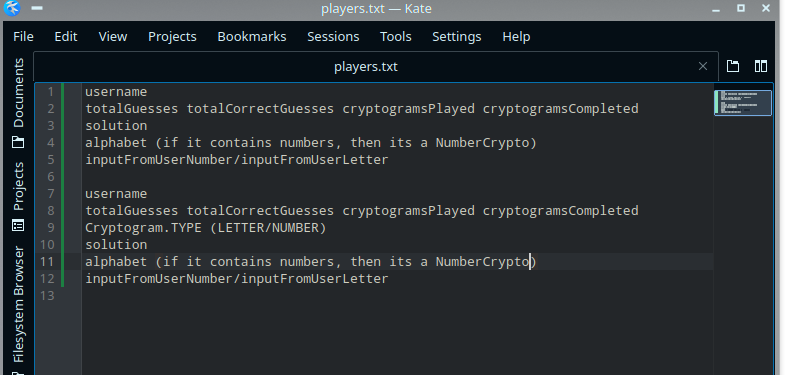 players.txt — Kate
File Edit View Projects Bookmarks Sessions Tools Settings Help
players.txt
Documents
Projects
Filesystem Browser
1 username
2 totalGuesses totalCorrectGuesses cryptogramsPlayed cryptogramsCompleted
3 solution
4 alphabet (if it contains numbers, then its a NumberCrypto)
5 inputFromUserNumber/inputFromUserLetter
6
7 username
8 totalGuesses totalCorrectGuesses cryptogramsPlayed cryptogramsCompleted
9 Cryptogram.TYPE (LETTER/NUMBER)
10 solution
11 alphabet (if it contains numbers, then its a NumberCrypto)
12 inputFromUserNumber/inputFromUserLetter
13